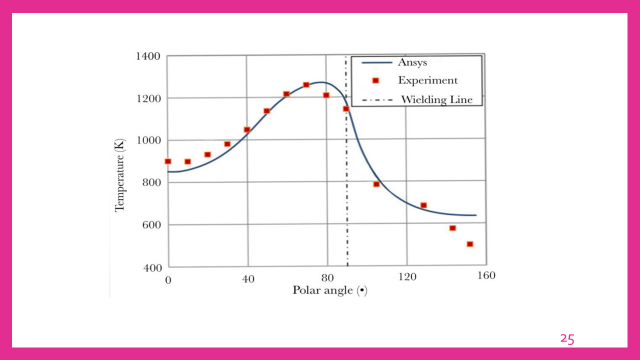 1400
Ansys
Experiment
Wielding Line
1200
1000
800
600
400
Temperature (K)
0
40
80
120
160
Polar angle (•)
25